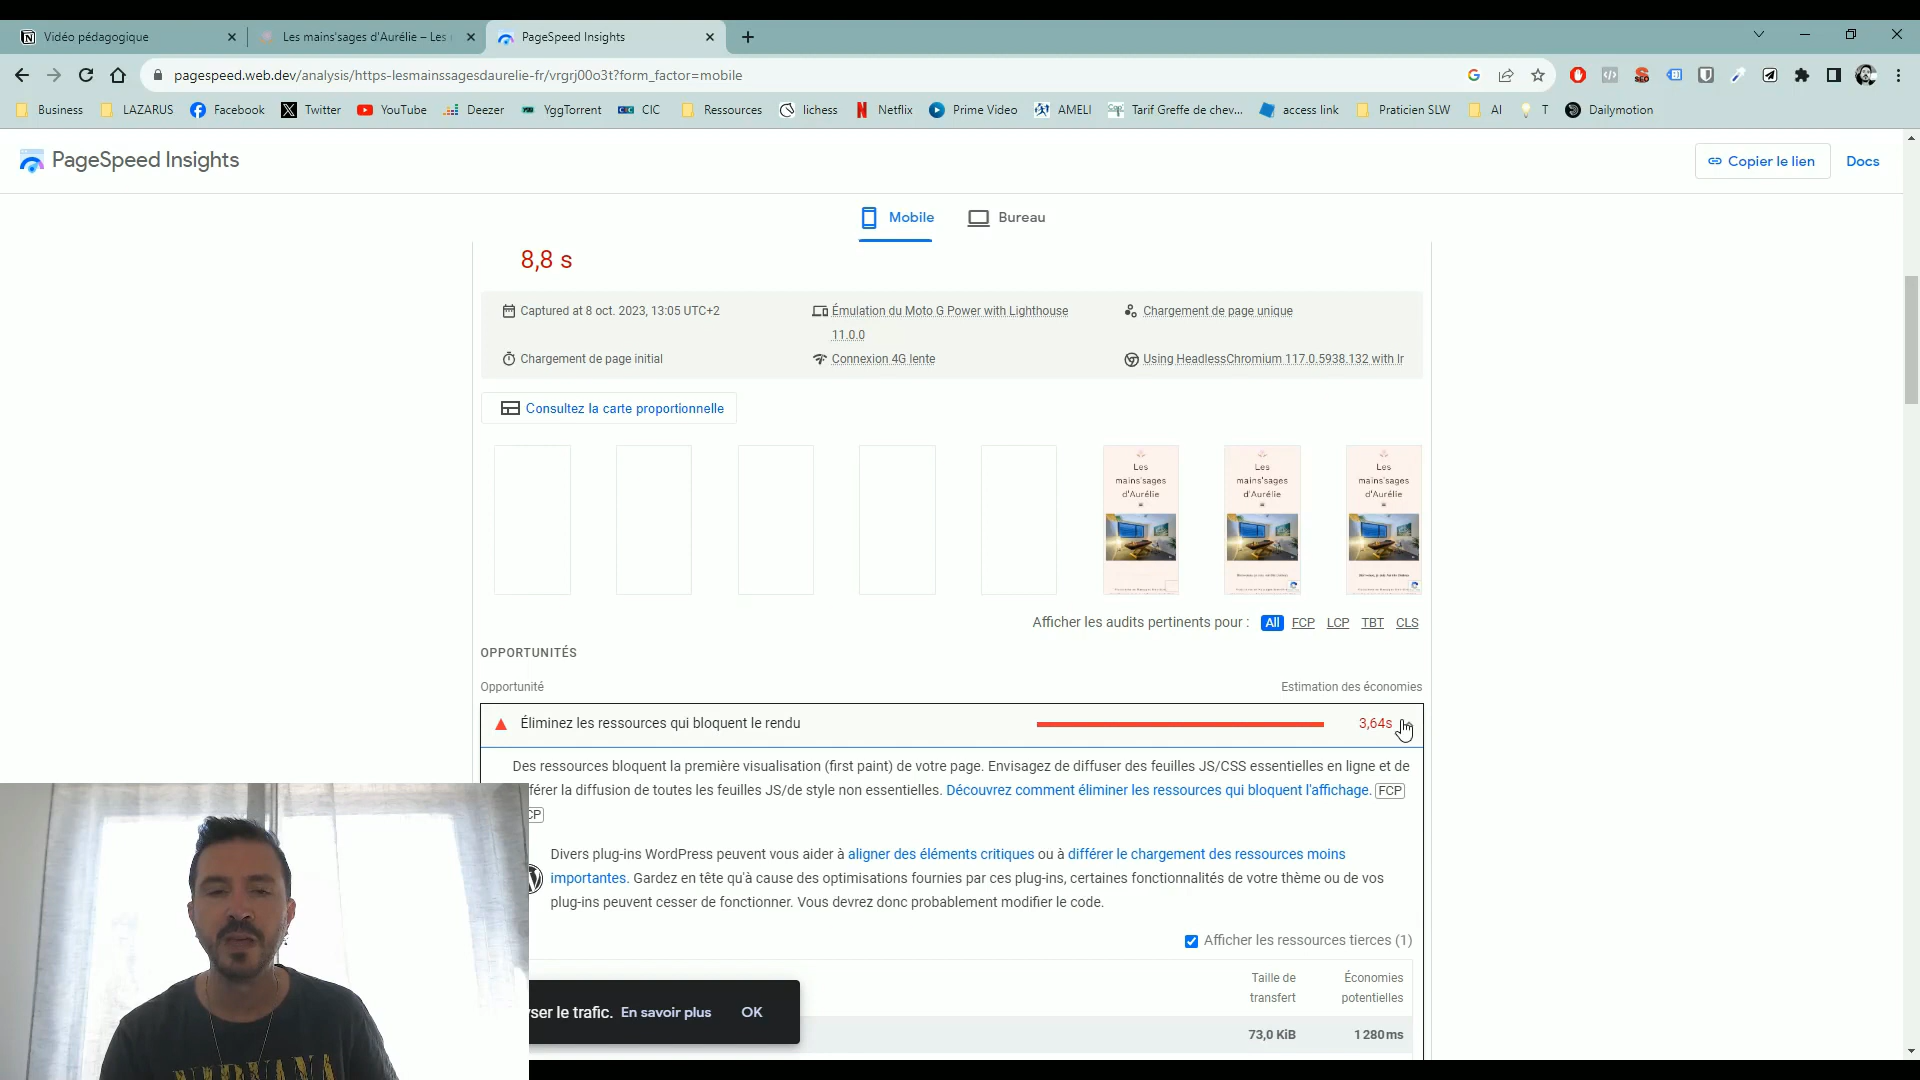 Vidéo pédagogique
Les mains'sages d'Aurélie – Les
PageSpeed Insights
pagespeed.web.dev/analysis/https-lesmainssagesdaurelie-fr/vrgrj00o3t?form_factor=mobile
Business LAZARUS Facebook Twitter YouTube Deezer YggTorrent CIC Ressources lichess Netflix Prime Video AMELI Tarif Greffe de chev... access link Praticien SLW AI T Dailymotion
PageSpeed Insights
Copier le lien
Docs
Mobile
Bureau
8,8 s
Captured at 8 oct. 2023, 13:05 UTC+2
Émulation du Moto G Power with Lighthouse
11.0.0
Chargement de page unique
Chargement de page initial
Connexion 4G lente
Using HeadlessChromium 117.0.5938.132 with lr
Consultez la carte proportionnelle
Les
mains'sages
d'Aurélie
Les
mains'sages
d'Aurélie
Les
mains'sages
d'Aurélie
Afficher les audits pertinents pour : All FCP LCP TBT CLS
OPPORTUNITÉS
Opportunité
Estimation des économies
Éliminez les ressources qui bloquent le rendu
3,64s
Des ressources bloquent la première visualisation (first paint) de votre page. Envisagez de diffuser des feuilles JS/CSS essentielles en ligne et de
férer la diffusion de toutes les feuilles JS/de style non essentielles. Découvrez comment éliminer les ressources qui bloquent l'affichage. FCP
CP
Divers plug-ins WordPress peuvent vous aider à aligner des éléments critiques ou à différer le chargement des ressources moins
importantes. Gardez en tête qu'à cause des optimisations fournies par ces plug-ins, certaines fonctionnalités de votre thème ou de vos
plug-ins peuvent cesser de fonctionner. Vous devrez donc probablement modifier le code.
Afficher les ressources tierces (1)
Taille de
transfert
Économies
potentielles
yser le trafic. En savoir plus OK
73,0 KiB
1 280 ms
NIRVANA